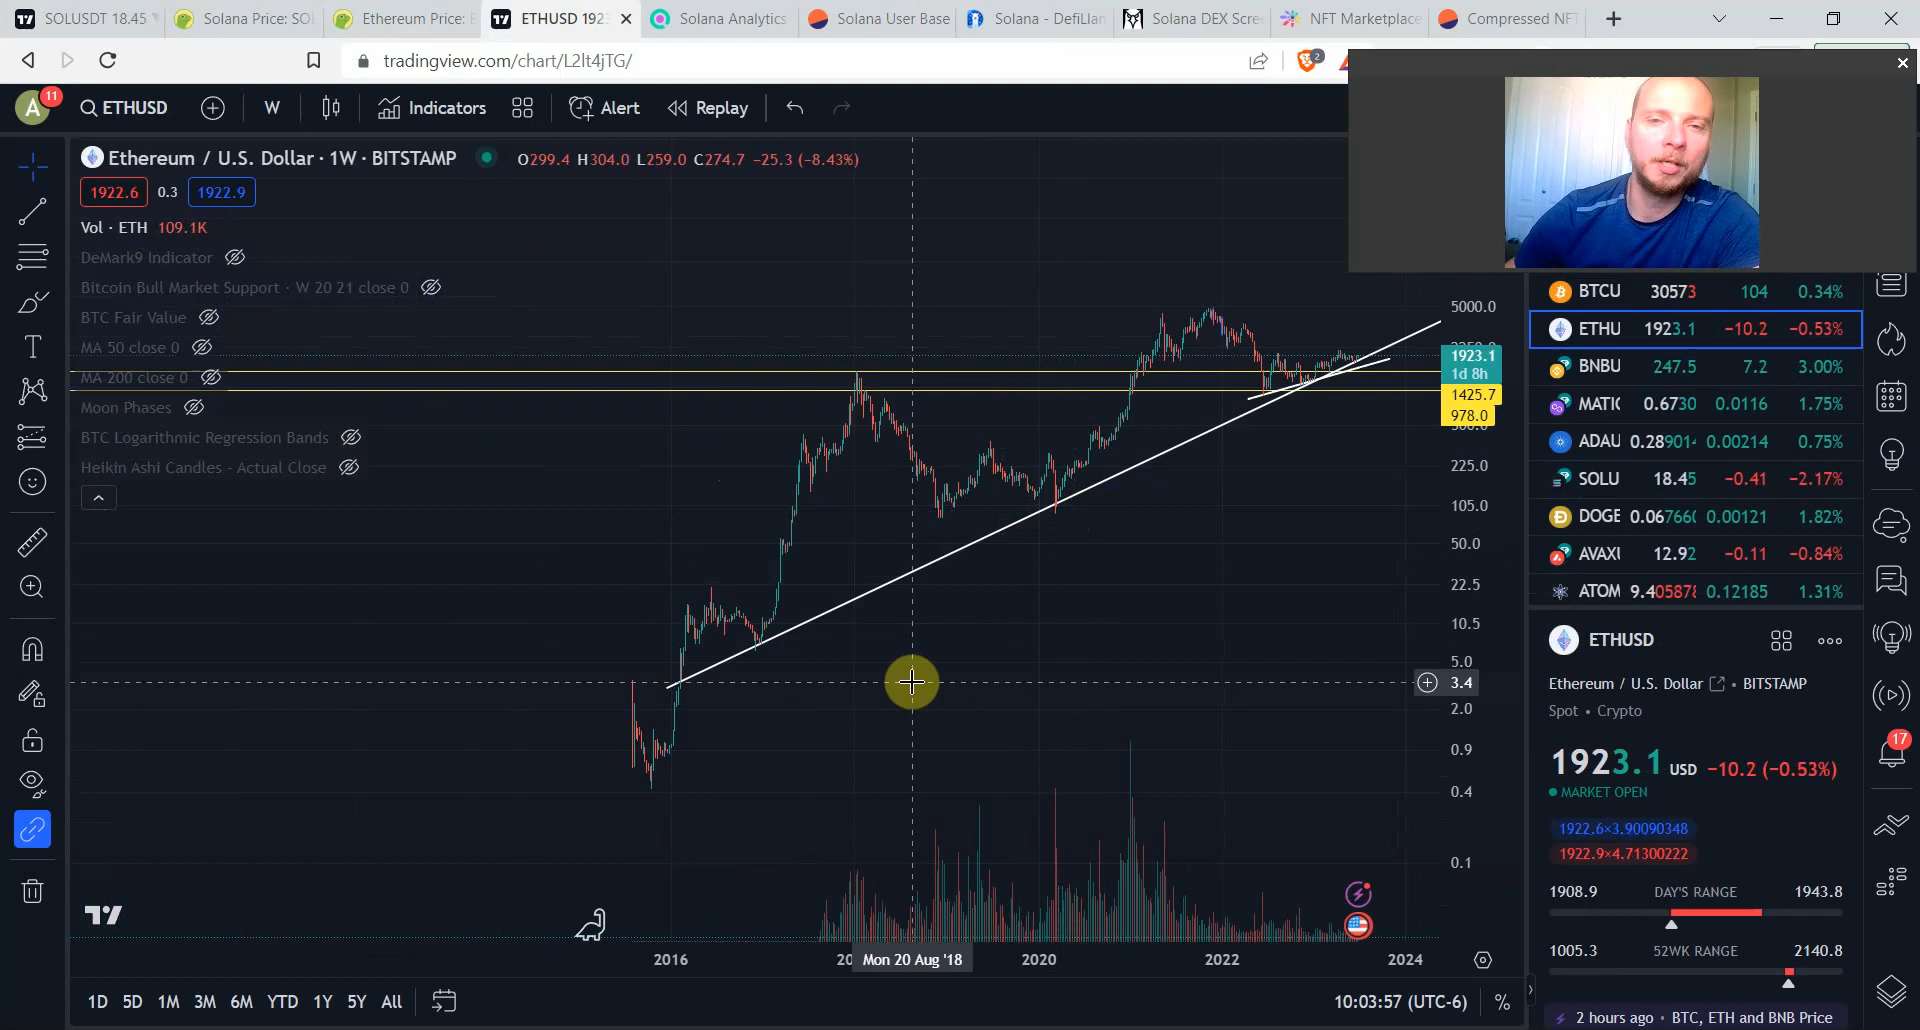 SOLUSDT 18.45
Solana Price: SOL
Ethereum Price: E
ETHUSD 1923
Solana Analytics
Solana User Base
Solana - DefiLlan
Solana DEX Scre
NFT Marketplace
Compressed NFT
tradingview.com/chart/L2lt4jTG/
2
A
11
ETHUSD
W
Indicators
Alert
Replay
Ethereum / U.S. Dollar · 1W · BITSTAMP
O299.4 H304.0 L259.0 C274.7 −25.3 (−8.43%)
1922.6
0.3
1922.9
Vol · ETH 109.1K
DeMark9 Indicator
Bitcoin Bull Market Support · W 20 21 close 0
BTC Fair Value
MA 50 close 0
MA 200 close 0
Moon Phases
BTC Logarithmic Regression Bands
Heikin Ashi Candles - Actual Close
5000.0
1923.1
1d 8h
1425.7
978.0
225.0
105.0
50.0
22.5
10.5
5.0
3.4
2.0
0.9
0.4
0.1
2016
20
Mon 20 Aug '18
2020
2022
2024
1D 5D 1M 3M 6M YTD 1Y 5Y All
10:03:57 (UTC-6)
%
BTCU 30573 104 0.34%
ETHU 1923.1 −10.2 −0.53%
BNBU 247.5 7.2 3.00%
MATIC 0.6730 0.0116 1.75%
ADAU 0.28901 0.00214 0.75%
SOLU 18.45 −0.41 −2.17%
DOGE 0.06766 0.00121 1.82%
AVAXU 12.92 −0.11 −0.84%
ATOM 9.405878 0.12185 1.31%
ETHUSD
Ethereum / U.S. Dollar • BITSTAMP
Spot • Crypto
1923.1 USD −10.2 (−0.53%)
MARKET OPEN
1922.6×3.90090348
1922.9×4.71300222
1908.9 DAY'S RANGE 1943.8
1005.3 52WK RANGE 2140.8
2 hours ago • BTC, ETH and BNB Price
17